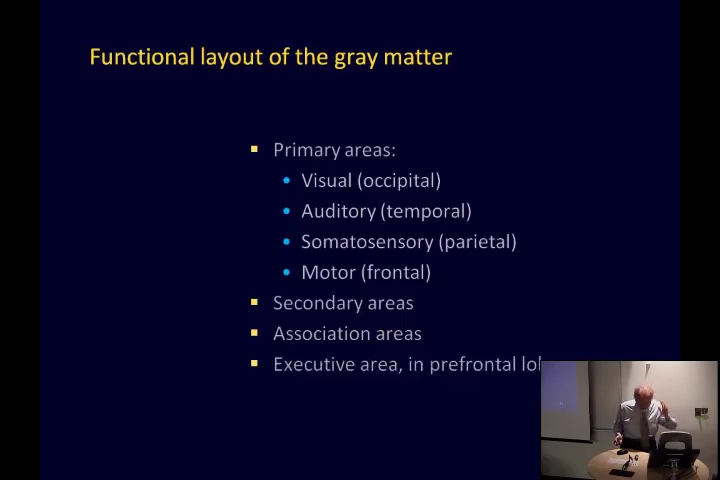 Functional layout of the gray matter
Primary areas:
Visual (occipital)
Auditory (temporal)
Somatosensory (parietal)
Motor (frontal)
Secondary areas
Association areas
Executive area, in prefrontal